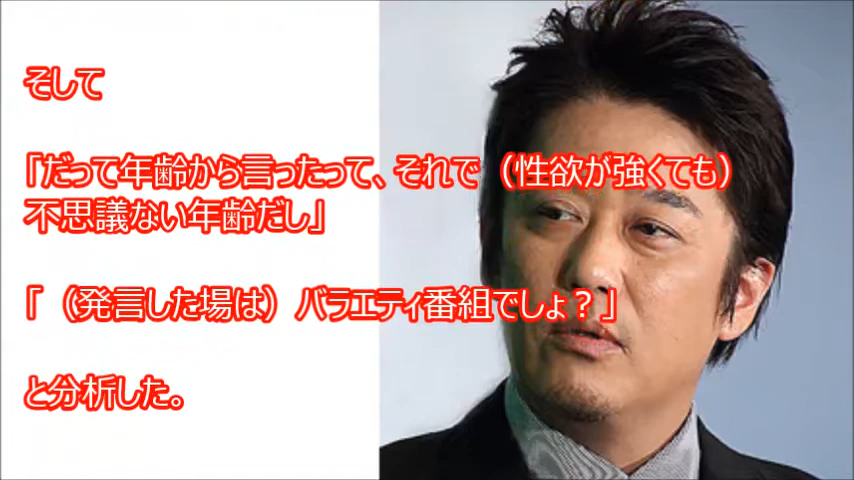 そして
「だって年齢から言ったって、それで（性欲が強くても）
不思議ない年齢だし」
「（発言した場は）バラエティ番組でしょ？」
と分析した。